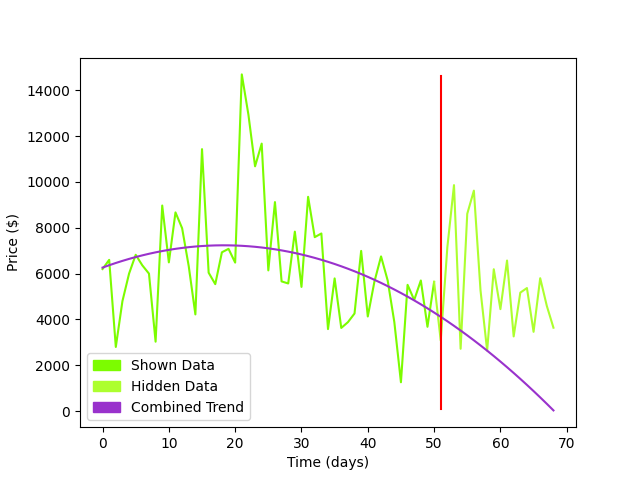 14000
12000
10000
8000
6000
4000
2000
0
Price ($)
Shown Data
Hidden Data
Combined Trend
0 10 20 30 40 50 60 70
Time (days)